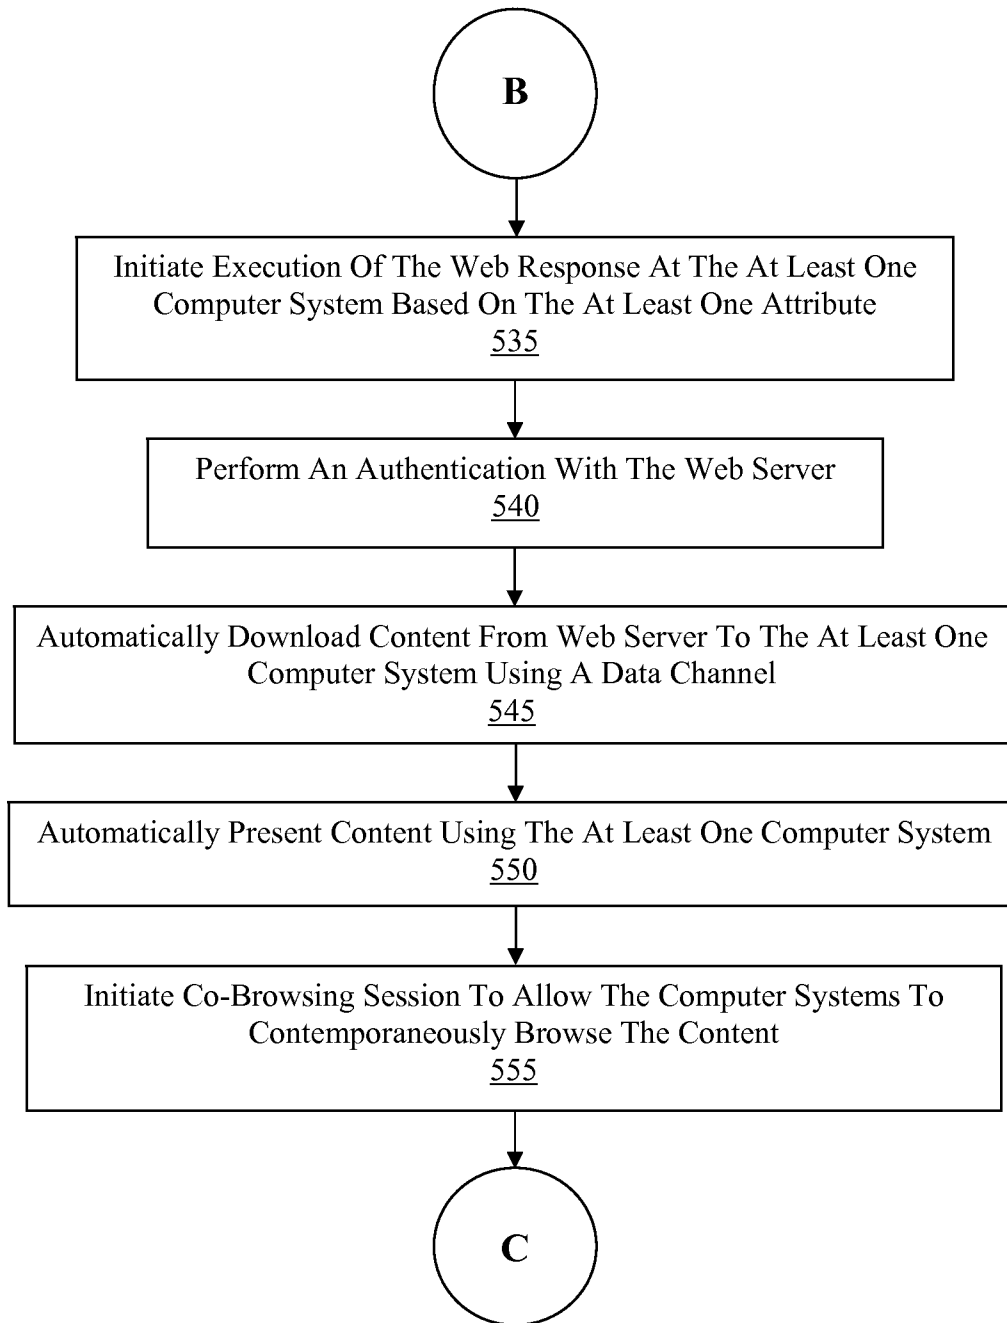 B
Initiate Execution Of The Web Response At The At Least One
Computer System Based On The At Least One Attribute
535
Perform An Authentication With The Web Server
540
Automatically Download Content From Web Server To The At Least One
Computer System Using A Data Channel
545
Automatically Present Content Using The At Least One Computer System
550
Initiate Co-Browsing Session To Allow The Computer Systems To
Contemporaneously Browse The Content
555
C